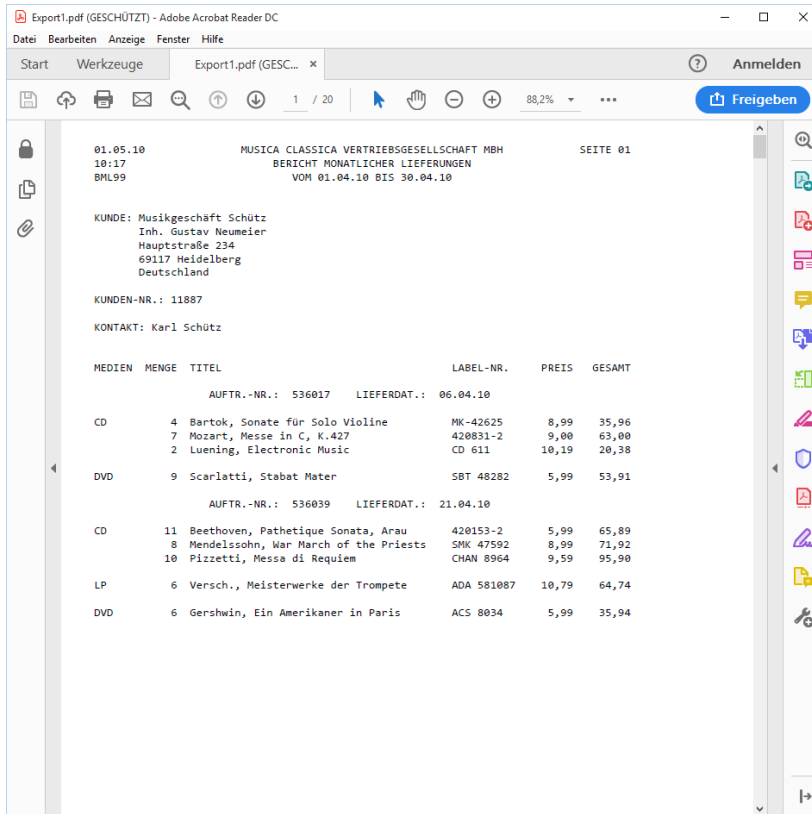 Export1.pdf (GESCHÜTZT) - Adobe Acrobat Reader DC
Datei Bearbeiten Anzeige Fenster Hilfe
Start Werkzeuge Export1.pdf (GESC... × ? Anmelden
1 / 20 88,2% Freigeben
01.05.10 MUSICA CLASSICA VERTRIEBSGESELLSCHAFT MBH SEITE 01
10:17 BERICHT MONATLICHER LIEFERUNGEN
BML99 VOM 01.04.10 BIS 30.04.10
KUNDE: Musikgeschäft Schütz
Inh. Gustav Neumeier
Hauptstraße 234
69117 Heidelberg
Deutschland
KUNDEN-NR.: 11887
KONTAKT: Karl Schütz
MEDIEN MENGE TITEL LABEL-NR. PREIS GESAMT
AUFTR.-NR.: 536017 LIEFERDAT.: 06.04.10
CD 4 Bartok, Sonate für Solo Violine MK-42625 8,99 35,96
7 Mozart, Messe in C, K.427 420831-2 9,00 63,00
2 Luening, Electronic Music CD 611 10,19 20,38
DVD 9 Scarlatti, Stabat Mater SBT 48282 5,99 53,91
AUFTR.-NR.: 536039 LIEFERDAT.: 21.04.10
CD 11 Beethoven, Pathetique Sonata, Arau 420153-2 5,99 65,89
8 Mendelssohn, War March of the Priests SMK 47592 8,99 71,92
10 Pizzetti, Messa di Requiem CHAN 8964 9,59 95,90
LP 6 Versch., Meisterwerke der Trompete ADA 581087 10,79 64,74
DVD 6 Gershwin, Ein Amerikaner in Paris ACS 8034 5,99 35,94